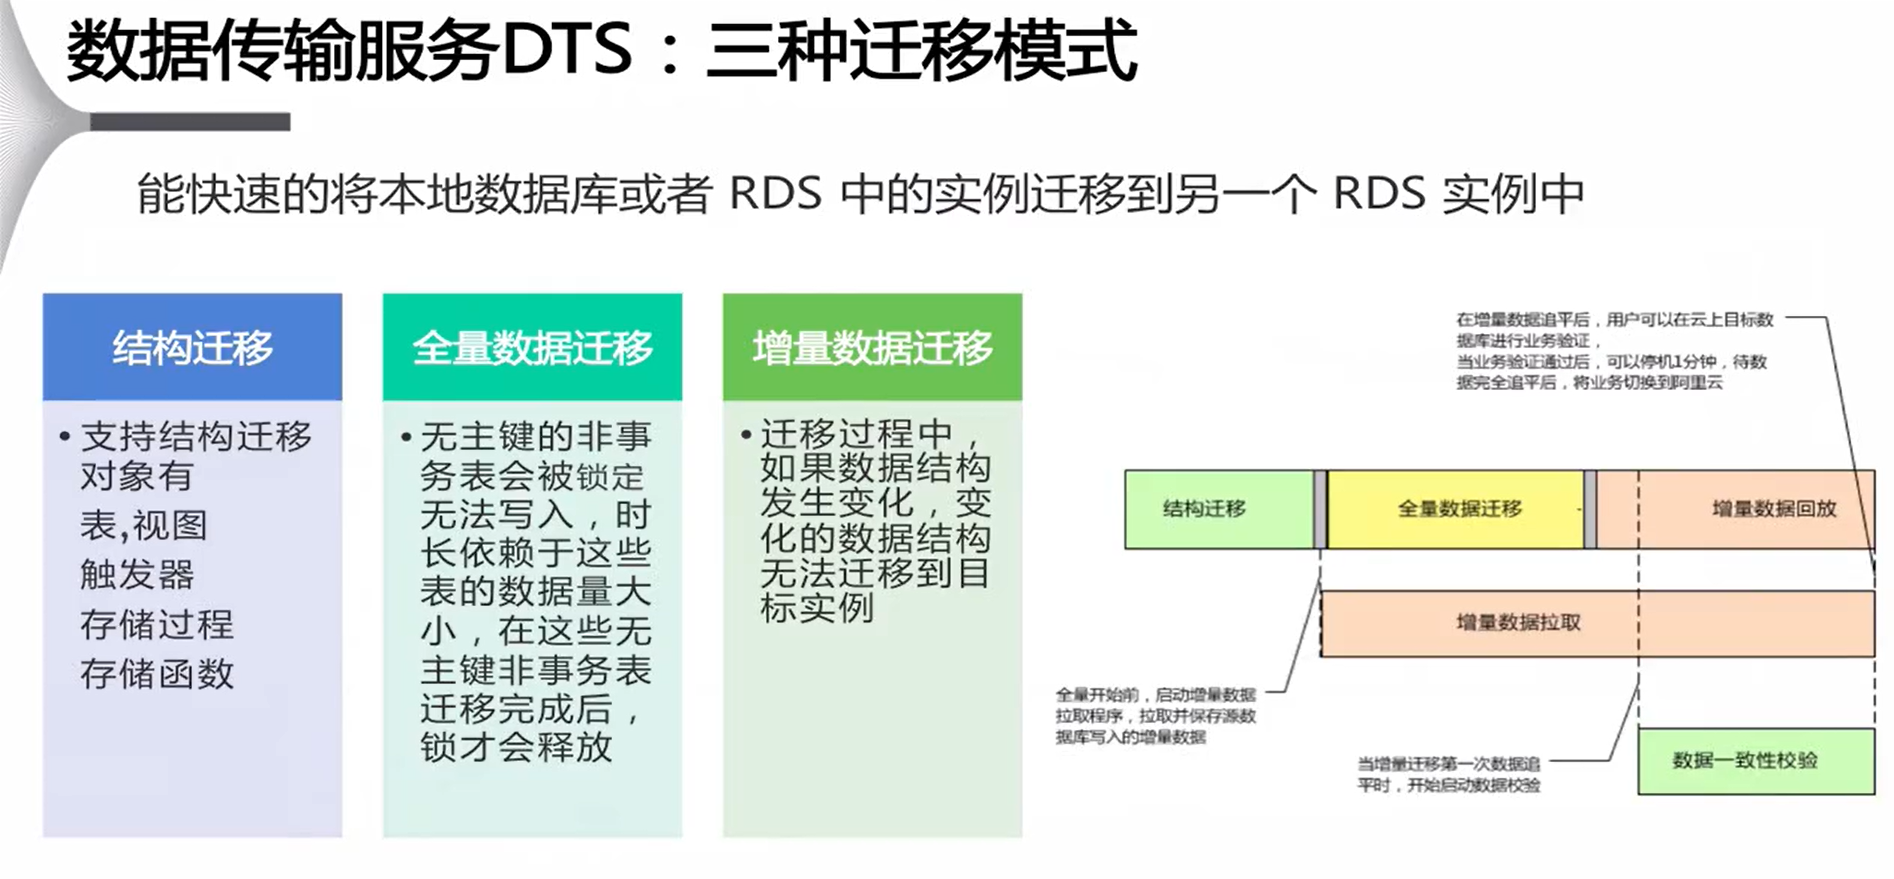 数据传输服务DTS：三种迁移模式
能快速的将本地数据库或者 RDS 中的实例迁移到另一个 RDS 实例中
结构迁移
• 支持结构迁移
对象有
表,视图
触发器
存储过程
存储函数
全量数据迁移
• 无主键的非事
务表会被锁定
无法写入，时
长依赖于这些
表的数据量大
小，在这些无
主键非事务表
迁移完成后，
锁才会释放
增量数据迁移
• 迁移过程中，
如果数据结构
发生变化，变
化的数据结构
无法迁移到目
标实例
在增量数据追平后，用户可以在云上目标数
据库进行业务验证，
当业务验证通过后，可以停机1分钟，待数
据完全追平后，将业务切换到阿里云
结构迁移
全量数据迁移
增量数据回放
增量数据拉取
全量开始前，启动增量数据
拉取程序，拉取并保存源数
据库写入的增量数据
当增量迁移第一次数据追
平时，开始启动数据校验
数据一致性校验